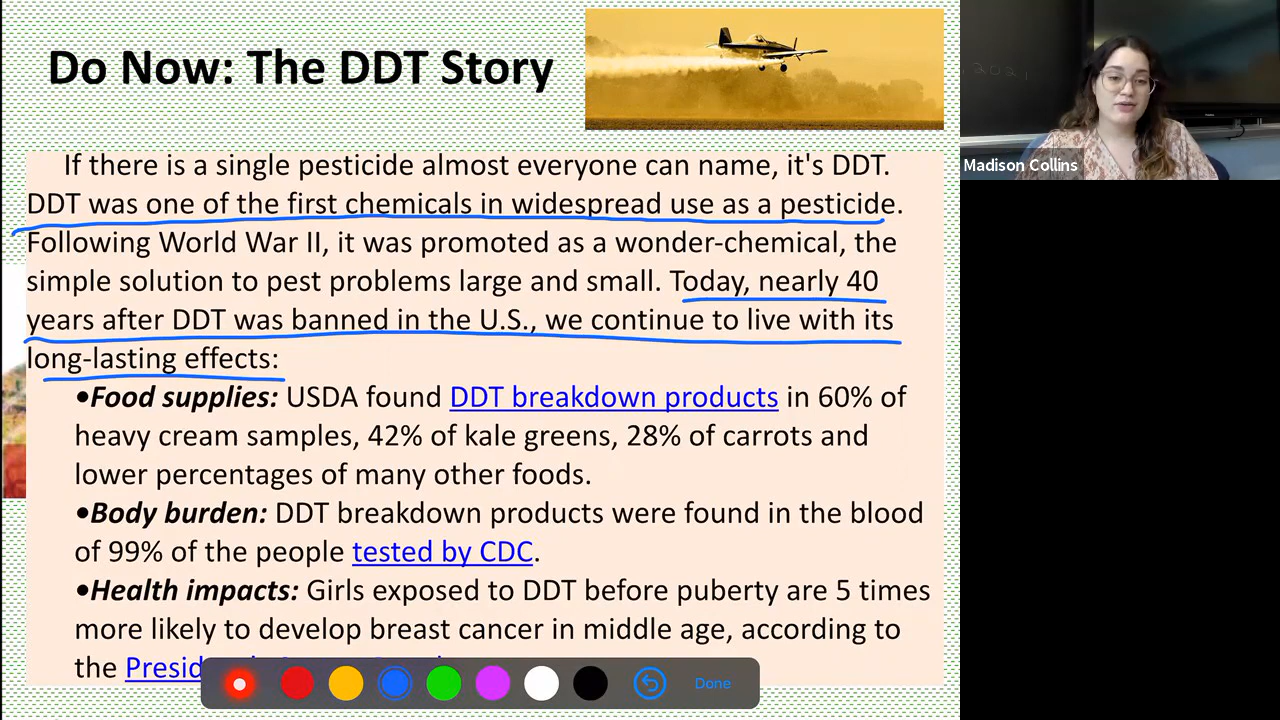 Do Now: The DDT Story
If there is a single pesticide almost everyone can name, it's DDT.
DDT was one of the first chemicals in widespread use as a pesticide.
Following World War II, it was promoted as a wonder-chemical, the
simple solution to pest problems large and small. Today, nearly 40
years after DDT was banned in the U.S., we continue to live with its
long-lasting effects:
•Food supplies: USDA found DDT breakdown products in 60% of
heavy cream samples, 42% of kale greens, 28% of carrots and
lower percentages of many other foods.
•Body burden: DDT breakdown products were found in the blood
of 99% of the people tested by CDC.
•Health impacts: Girls exposed to DDT before puberty are 5 times
more likely to develop breast cancer in middle age, according to
the
Done
Madison Collins